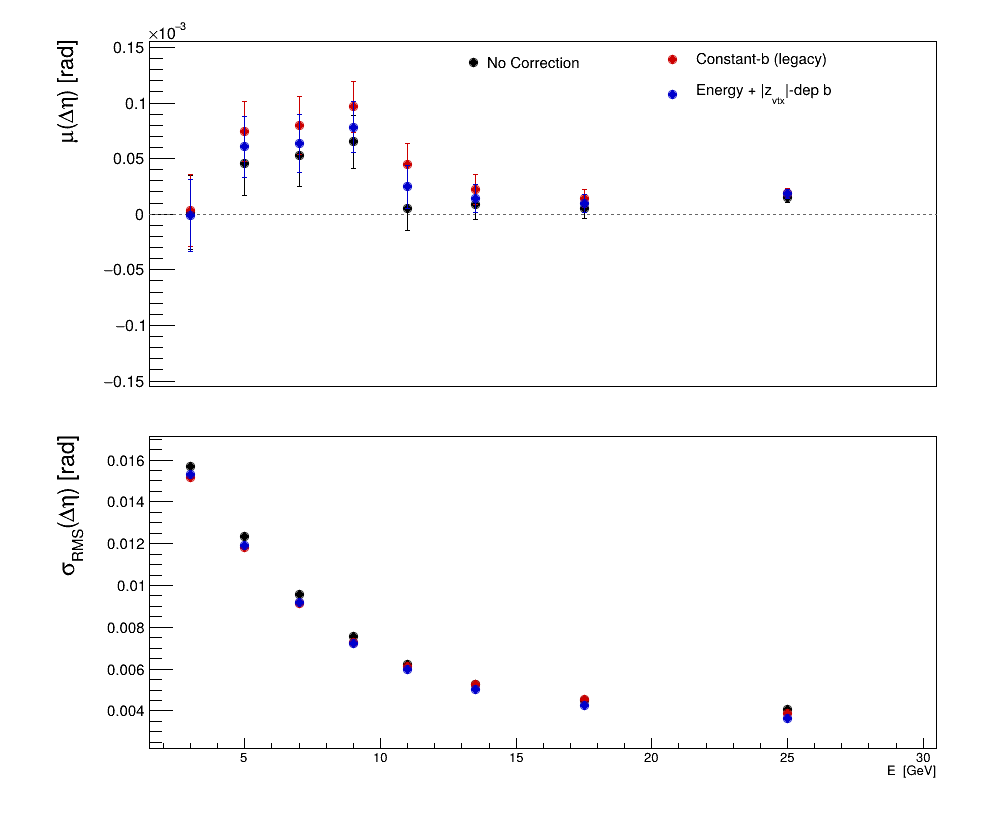 ×10⁻³
μ(Δη) [rad]
0.15
0.1
0.05
0
−0.05
−0.1
−0.15
No Correction
Constant-b (legacy)
Energy + |z_vtx|-dep b
σ_RMS(Δη) [rad]
0.016
0.014
0.012
0.01
0.008
0.006
0.004
5 10 15 20 25 30
E [GeV]